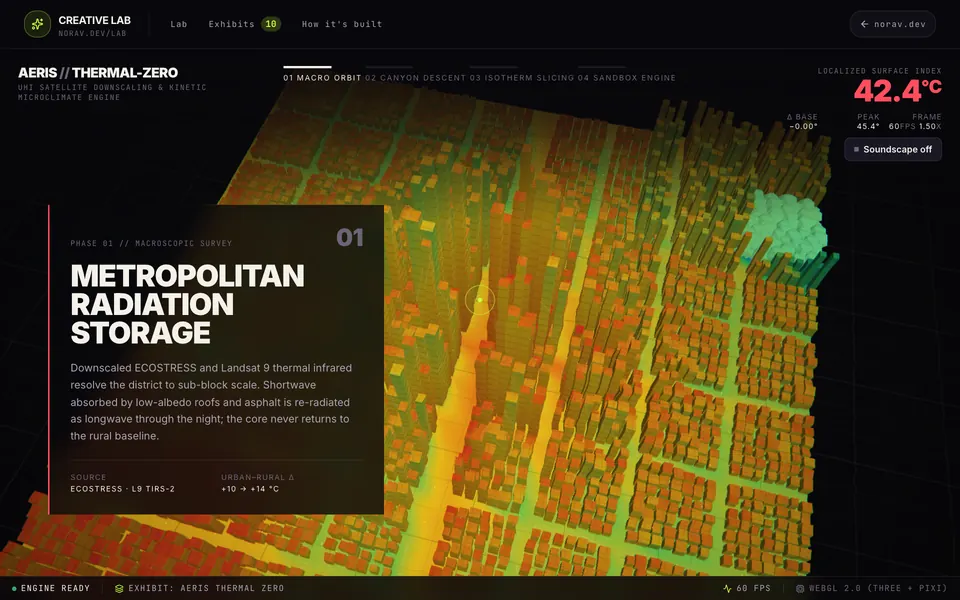 CREATIVE LAB
NORAV.DEV/LAB
Lab
Exhibits 10
How it's built
← norav.dev
AERIS // THERMAL-ZERO
UHI SATELLITE DOWNSCALING & KINETIC
MICROCLIMATE ENGINE
01 MACRO ORBIT 02 CANYON DESCENT 03 ISOTHERM SLICING 04 SANDBOX ENGINE
LOCALIZED SURFACE INDEX
42.4°C
Δ BASE PEAK FRAME
−0.00° 45.4° 60FPS 1.50X
Soundscape off
PHASE 01 // MACROSCOPIC SURVEY
01
METROPOLITAN
RADIATION
STORAGE
Downscaled ECOSTRESS and Landsat 9 thermal infrared
resolve the district to sub-block scale. Shortwave
absorbed by low-albedo roofs and asphalt is re-radiated
as longwave through the night; the core never returns to
the rural baseline.
SOURCE URBAN–RURAL Δ
ECOSTRESS · L9 TIRS-2 +10 → +14 °C
ENGINE READY
EXHIBIT: AERIS THERMAL ZERO
60 FPS
WEBGL 2.0 (THREE + PIXI)